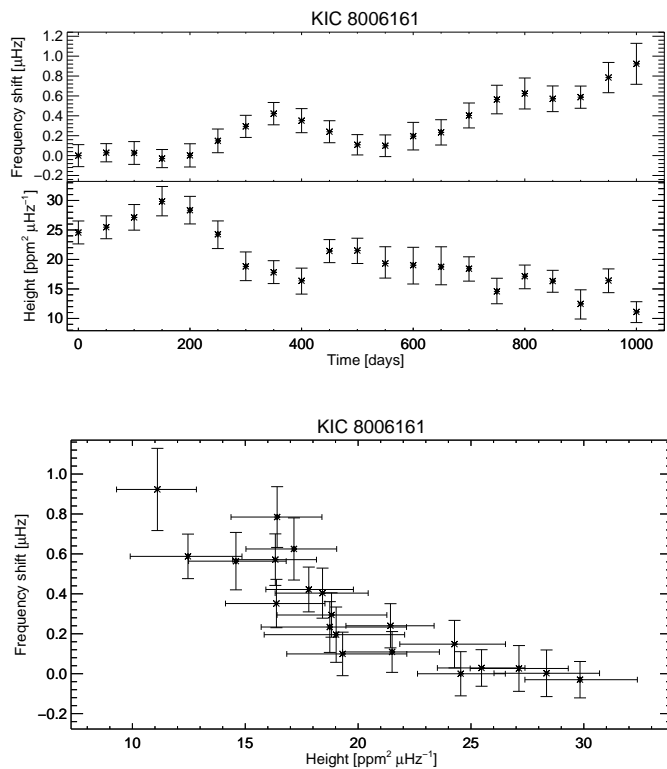 KIC 8006161
Frequency shift [μHz]
1.2
1.0
0.8
0.6
0.4
0.2
0.0
−0.2
Height [ppm² μHz⁻¹]
30
25
20
15
10
0 200 400 600 800 1000
Time [days]
KIC 8006161
Frequency shift [μHz]
1.0
0.8
0.6
0.4
0.2
0.0
−0.2
10 15 20 25 30
Height [ppm² μHz⁻¹]